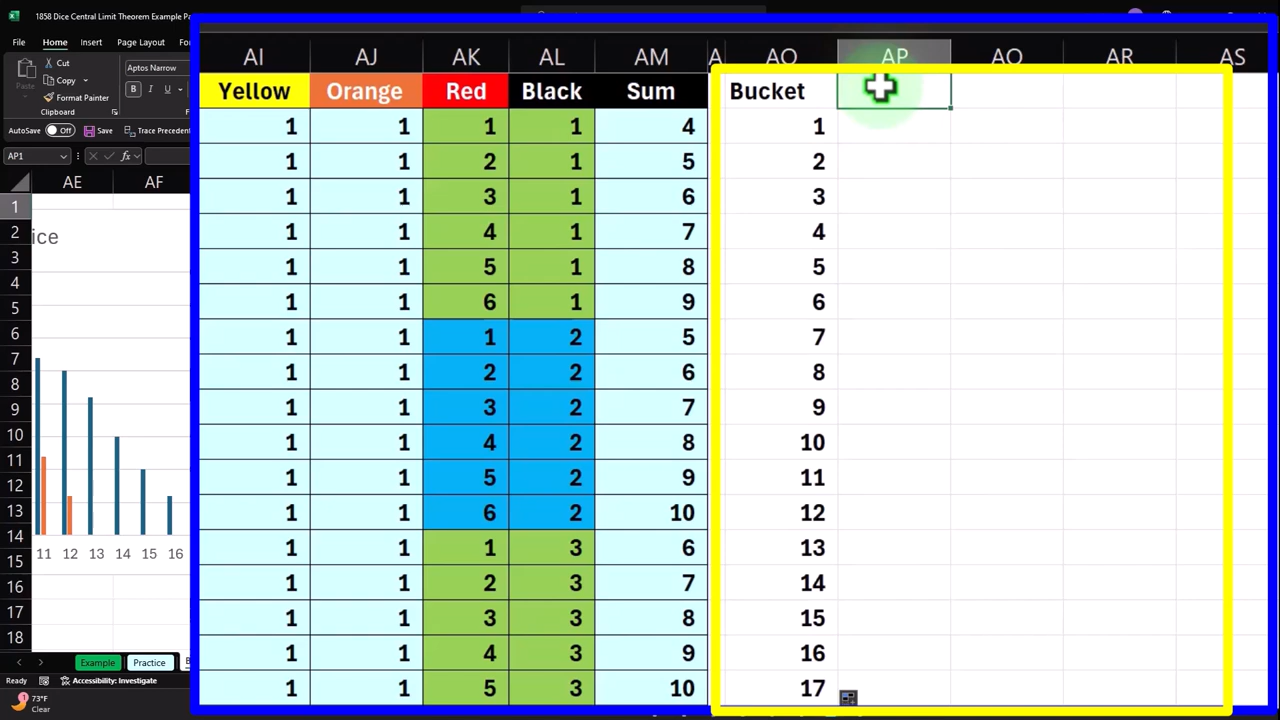 1858 Dice Central Limit Theorem Example Pa
File Home Insert Page Layout Fo
Cut
Copy
Format Painter
Clipboard
Aptos Narrow
B I U
AutoSave Off Save Trace Precedent
AP1 fx
AE AF
1
2
3
4
5
6
7
8
9
10
11
12
13
14
15
16
17
18
ice
11 12 13 14 15 16
Example Practice
Ready Accessibility: Investigate
73°F
Clear
AI AJ AK AL AM A AO AP AQ AR AS
Yellow Orange Red Black Sum Bucket
1 1 1 1 4 1
1 1 2 1 5 2
1 1 3 1 6 3
1 1 4 1 7 4
1 1 5 1 8 5
1 1 6 1 9 6
1 1 1 2 5 7
1 1 2 2 6 8
1 1 3 2 7 9
1 1 4 2 8 10
1 1 5 2 9 11
1 1 6 2 10 12
1 1 1 3 6 13
1 1 2 3 7 14
1 1 3 3 8 15
1 1 4 3 9 16
1 1 5 3 10 17